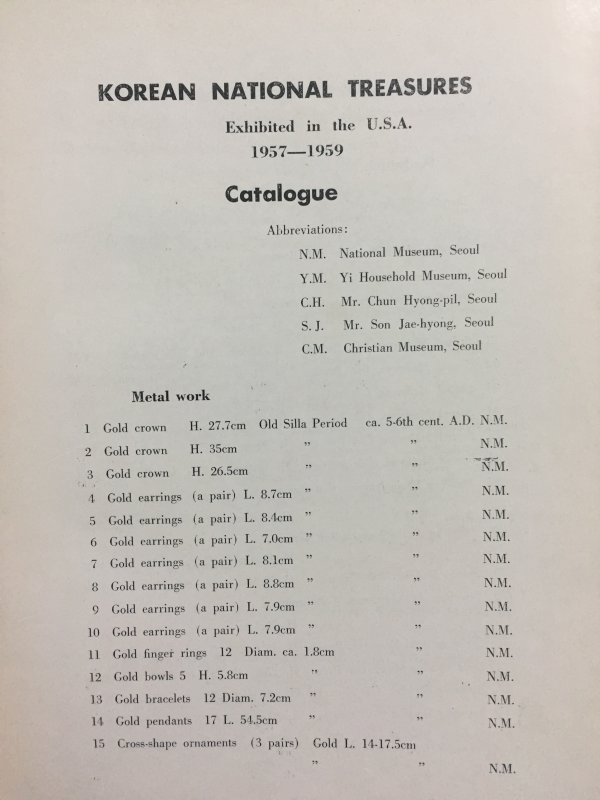 KOREAN NATIONAL TREASURES
Exhibited in the U.S.A.
1957—1959
Catalogue
Abbreviations:
N.M. National Museum, Seoul
Y.M. Yi Household Museum, Seoul
C.H. Mr. Chun Hyong-pil, Seoul
S.J. Mr. Son Jae-hyong, Seoul
C.M. Christian Museum, Seoul
Metal work
1 Gold crown H. 27.7cm Old Silla Period ca. 5-6th cent. A.D. N.M.
2 Gold crown H. 35cm ” ” N.M.
3 Gold crown H. 26.5cm ” ” N.M.
4 Gold earrings (a pair) L. 8.7cm ” ” N.M.
5 Gold earrings (a pair) L. 8.4cm ” ” N.M.
6 Gold earrings (a pair) L. 7.0cm ” ” N.M.
7 Gold earrings (a pair) L. 8.1cm ” ” N.M.
8 Gold earrings (a pair) L. 8.8cm ” ” N.M.
9 Gold earrings (a pair) L. 7.9cm ” ” N.M.
10 Gold earrings (a pair) L. 7.9cm ” ” N.M.
11 Gold finger rings 12 Diam. ca. 1.8cm ” N.M.
12 Gold bowls 5 H. 5.8cm ” ” N.M.
13 Gold bracelets 12 Diam. 7.2cm ” ” N.M.
14 Gold pendants 17 L. 54.5cm ” ” N.M.
15 Cross-shape ornaments (3 pairs) Gold L. 14-17.5cm
” ” N.M.